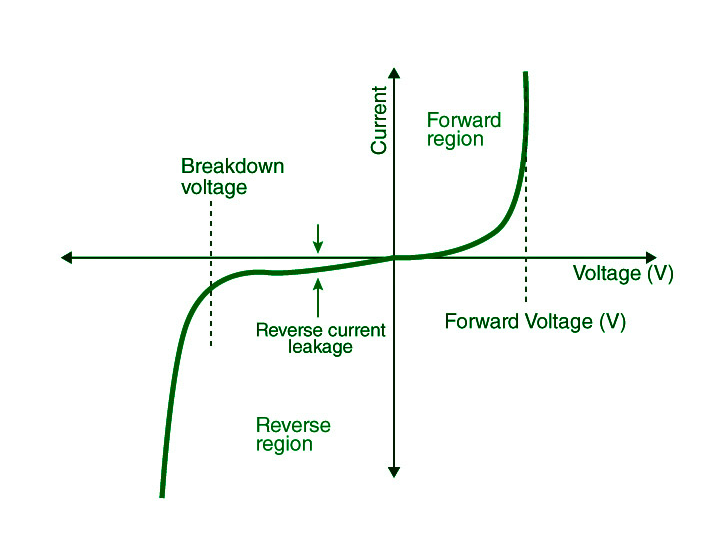 Current
Forward
region
Breakdown
voltage
Voltage (V)
Forward Voltage (V)
Reverse current
leakage
Reverse
region